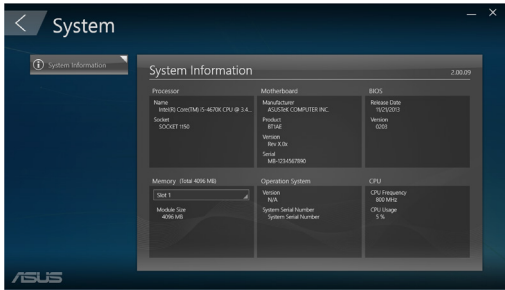 System
System Information
System Information
2.00.09
Processor
Name
Intel(R) Core(TM) i5-4670K CPU @ 3.4...
Socket
SOCKET 1150
Motherboard
Manufacturer
ASUSTeK COMPUTER INC.
Product
BT1AE
Version
Rev X.0x
Serial
MB-1234567890
BIOS
Release Date
11/21/2013
Version
0203
Memory (Total 4096 MB)
Slot 1
Module Size
4096 MB
Operation System
Version
N/A
System Serial Number
System Serial Number
CPU
CPU Frequency
800 MHz
CPU Usage
5 %
ASUS